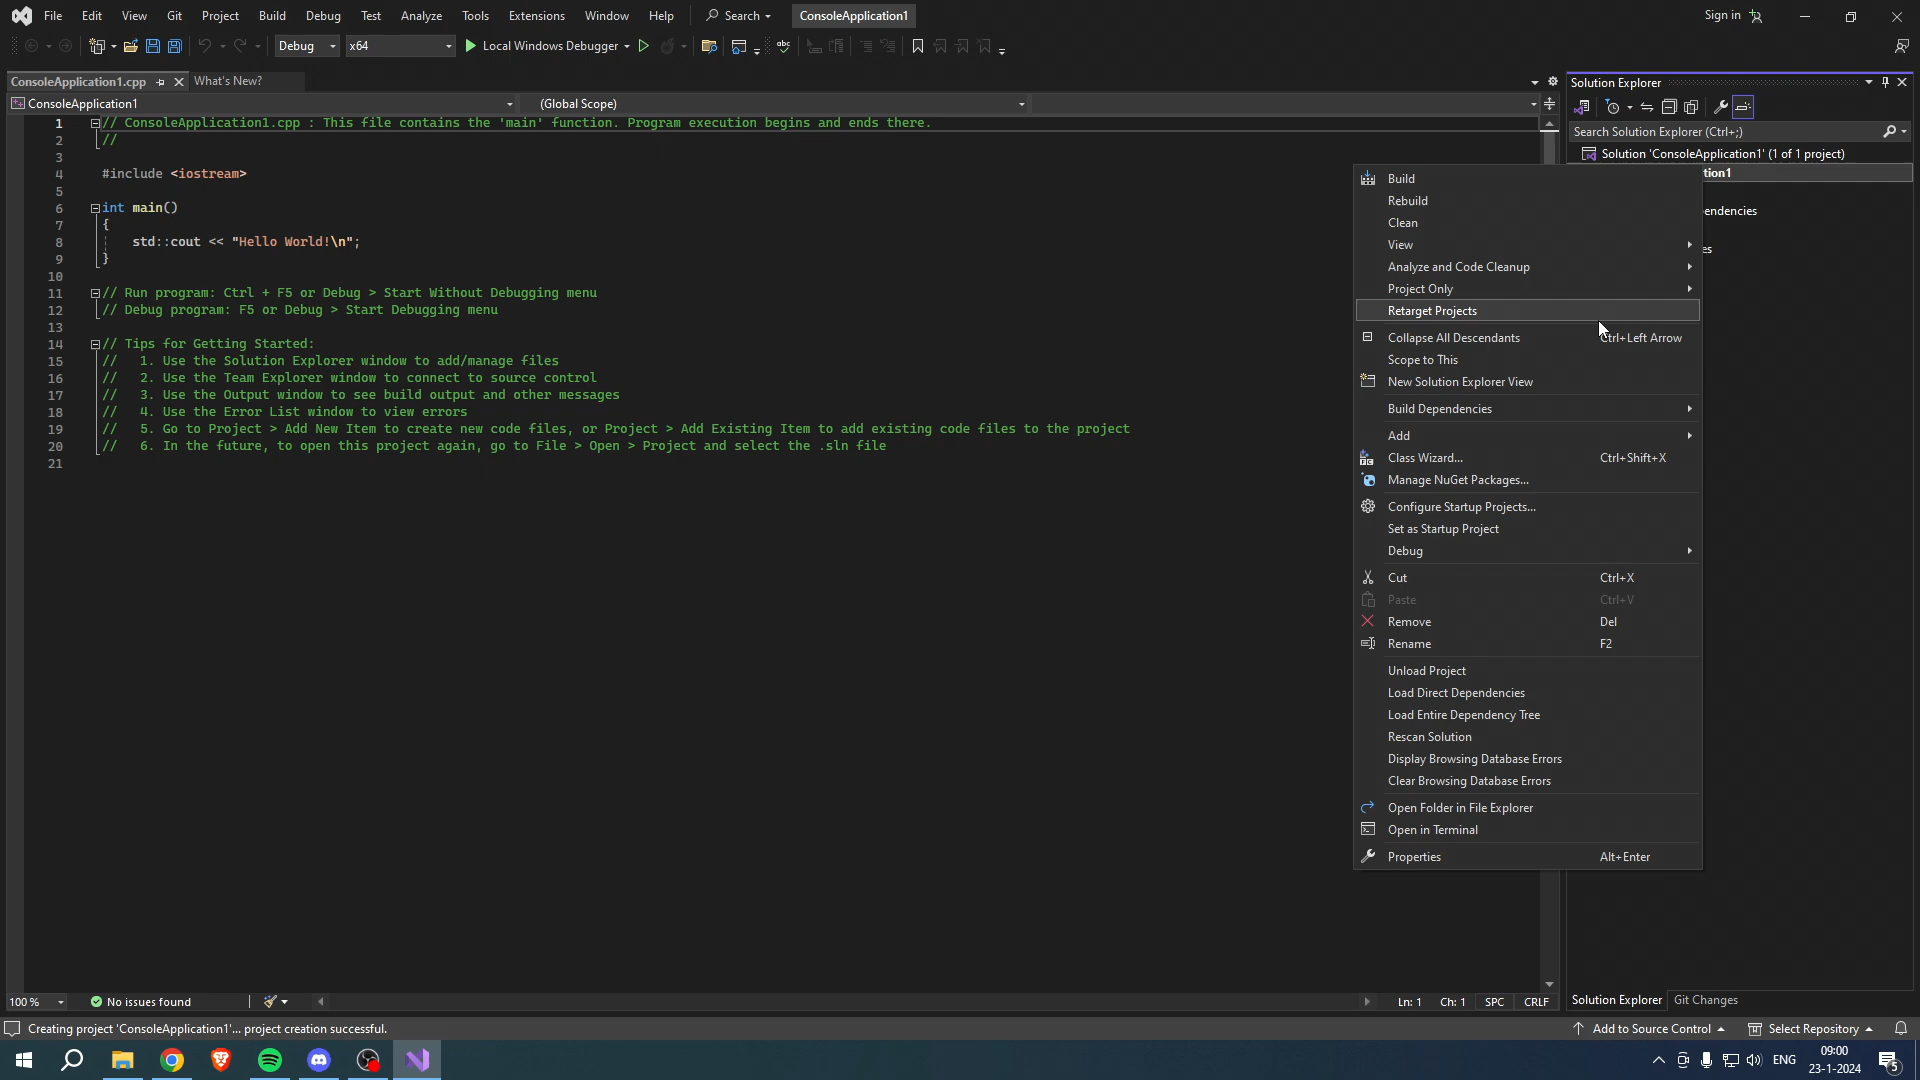 File Edit View Git Project Build Debug Test Analyze Tools Extensions Window Help Search ConsoleApplication1 Sign in
Debug x64 Local Windows Debugger
ConsoleApplication1.cpp What's New?
ConsoleApplication1 (Global Scope)
1 // ConsoleApplication1.cpp : This file contains the 'main' function. Program execution begins and ends there.
2 //
3
4 #include <iostream>
5
6 int main()
7 {
8 std::cout << "Hello World!\n";
9 }
10
11 // Run program: Ctrl + F5 or Debug > Start Without Debugging menu
12 // Debug program: F5 or Debug > Start Debugging menu
13
14 // Tips for Getting Started:
15 // 1. Use the Solution Explorer window to add/manage files
16 // 2. Use the Team Explorer window to connect to source control
17 // 3. Use the Output window to see build output and other messages
18 // 4. Use the Error List window to view errors
19 // 5. Go to Project > Add New Item to create new code files, or Project > Add Existing Item to add existing code files to the project
20 // 6. In the future, to open this project again, go to File > Open > Project and select the .sln file
21
Solution Explorer
Search Solution Explorer (Ctrl+;)
Solution 'ConsoleApplication1' (1 of 1 project)
tion1
endencies
es
Build
Rebuild
Clean
View
Analyze and Code Cleanup
Project Only
Retarget Projects
Collapse All Descendants Ctrl+Left Arrow
Scope to This
New Solution Explorer View
Build Dependencies
Add
Class Wizard... Ctrl+Shift+X
Manage NuGet Packages...
Configure Startup Projects...
Set as Startup Project
Debug
Cut Ctrl+X
Paste Ctrl+V
Remove Del
Rename F2
Unload Project
Load Direct Dependencies
Load Entire Dependency Tree
Rescan Solution
Display Browsing Database Errors
Clear Browsing Database Errors
Open Folder in File Explorer
Open in Terminal
Properties Alt+Enter
100 % No issues found Ln: 1 Ch: 1 SPC CRLF
Solution Explorer Git Changes
Creating project 'ConsoleApplication1'... project creation successful. Add to Source Control Select Repository
ENG 09:00
23-1-2024 5